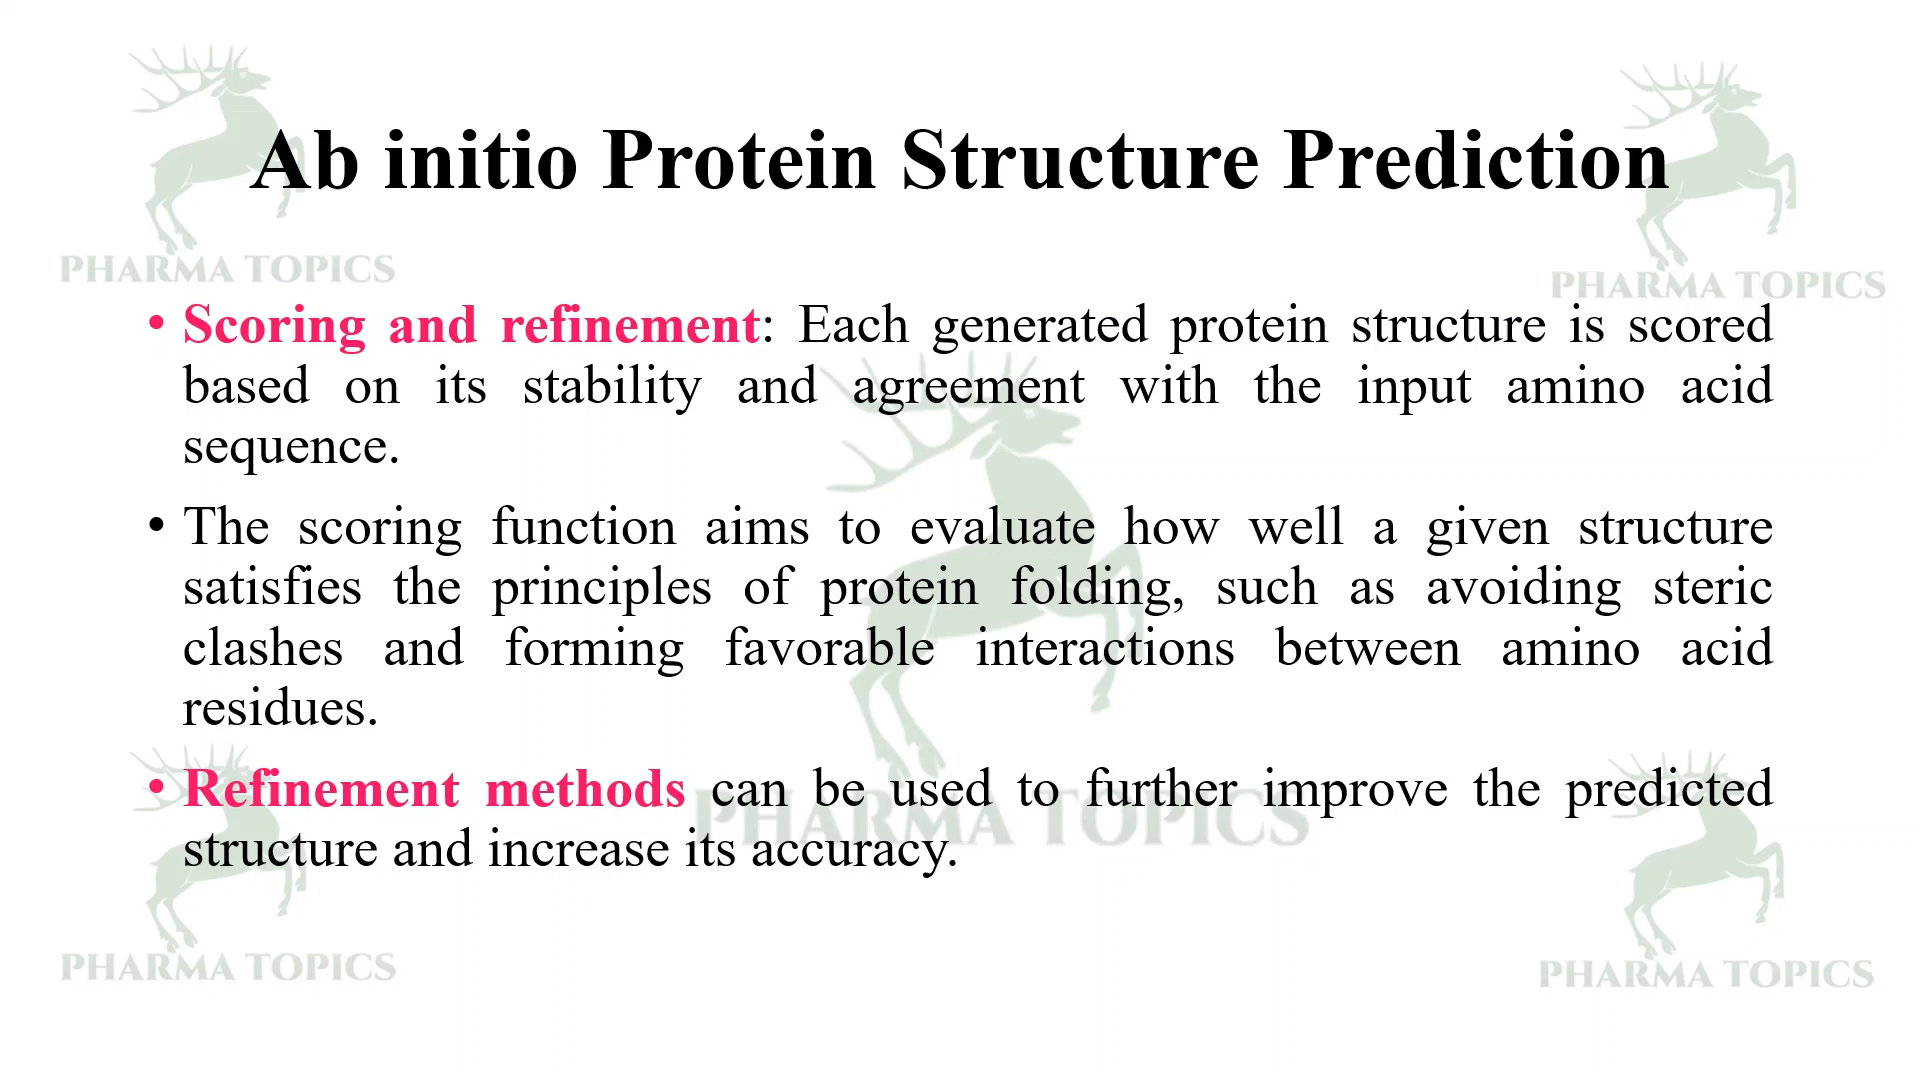 Ab initio Protein Structure Prediction
PHARMA TOPICS
PHARMA TOPICS
• Scoring and refinement: Each generated protein structure is scored
based on its stability and agreement with the input amino acid
sequence.
• The scoring function aims to evaluate how well a given structure
satisfies the principles of protein folding, such as avoiding steric
clashes and forming favorable interactions between amino acid
residues.
• Refinement methods can be used to further improve the predicted
PHARMA TOPICS
structure and increase its accuracy.
PHARMA TOPICS
PHARMA TOPICS